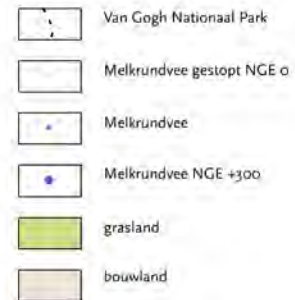 Van Gogh Nationaal Park
Melkrundvee gestopt NGE 0
Melkrundvee
Melkrundvee NGE +300
grasland
bouwland